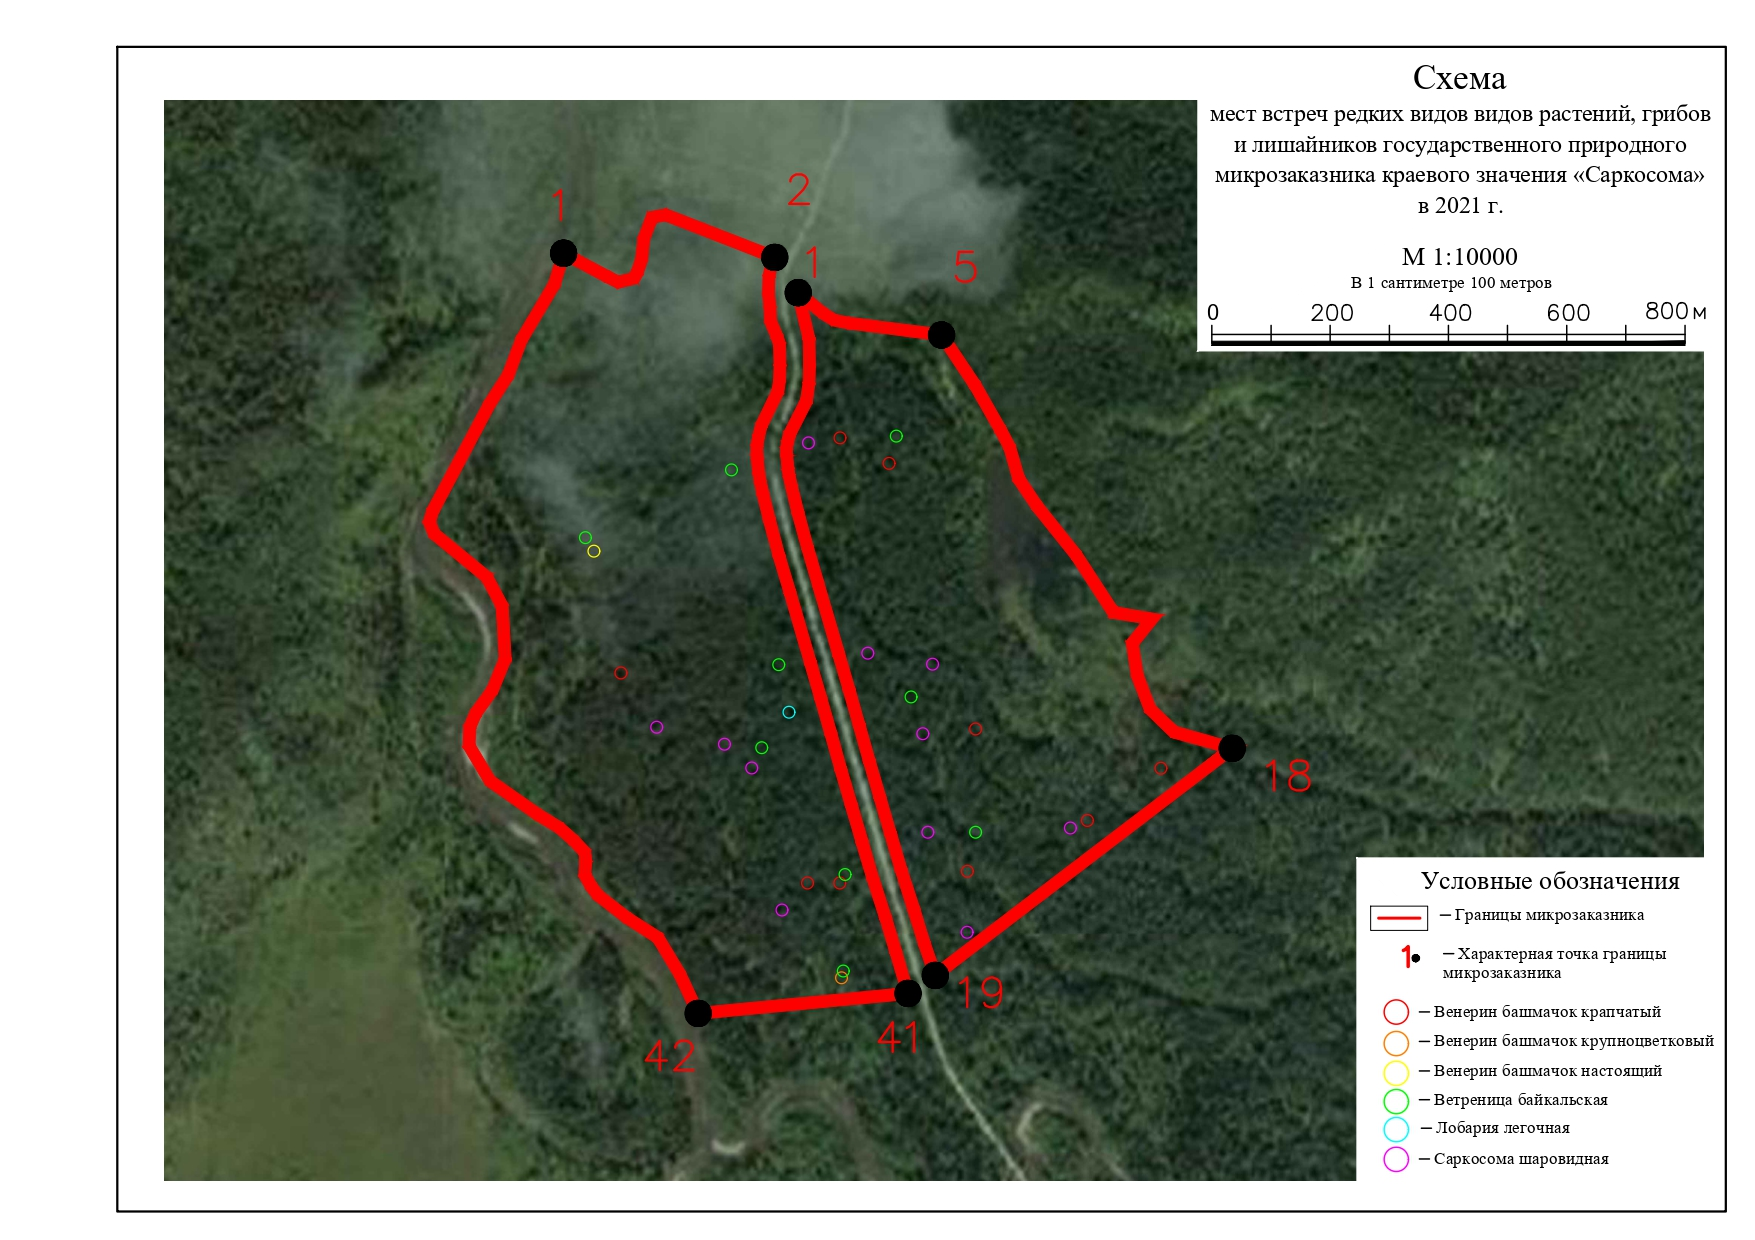 Схема
мест встреч редких видов видов растений, грибов
и лишайников государственного природного
микрозаказника краевого значения «Саркосома»
в 2021 г.
М 1:10000
В 1 сантиметре 100 метров
0 200 400 600 800 м
1
2
1
5
18
19
41
42
Условные обозначения
– Границы микрозаказника
1 – Характерная точка границы
микрозаказника
– Венерин башмачок крапчатый
– Венерин башмачок крупноцветковый
– Венерин башмачок настоящий
– Ветреница байкальская
– Лобария легочная
– Саркосома шаровидная